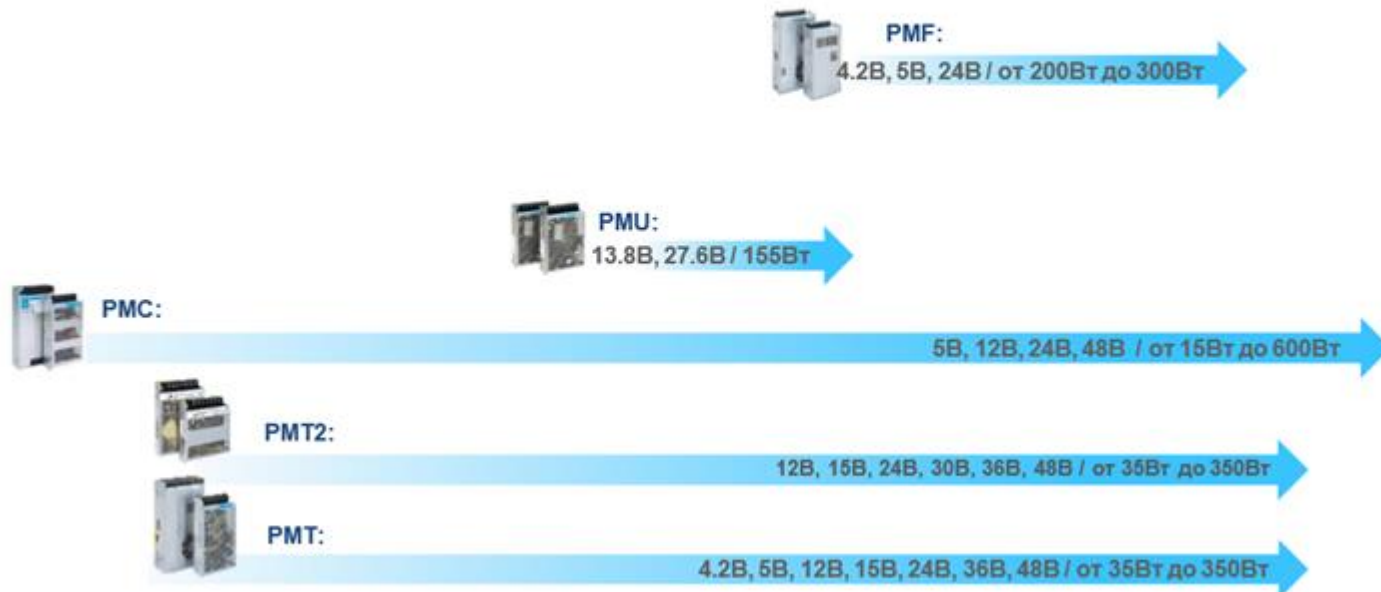 PMF:
4.2В, 5В, 24В / от 200Вт до 300Вт
PMU:
13.8В, 27.6В / 155Вт
PMC:
5В, 12В, 24В, 48В / от 15Вт до 600Вт
PMT2:
12В, 15В, 24В, 30В, 36В, 48В / от 35Вт до 350Вт
PMT:
4.2В, 5В, 12В, 15В, 24В, 36В, 48В / от 35Вт до 350Вт